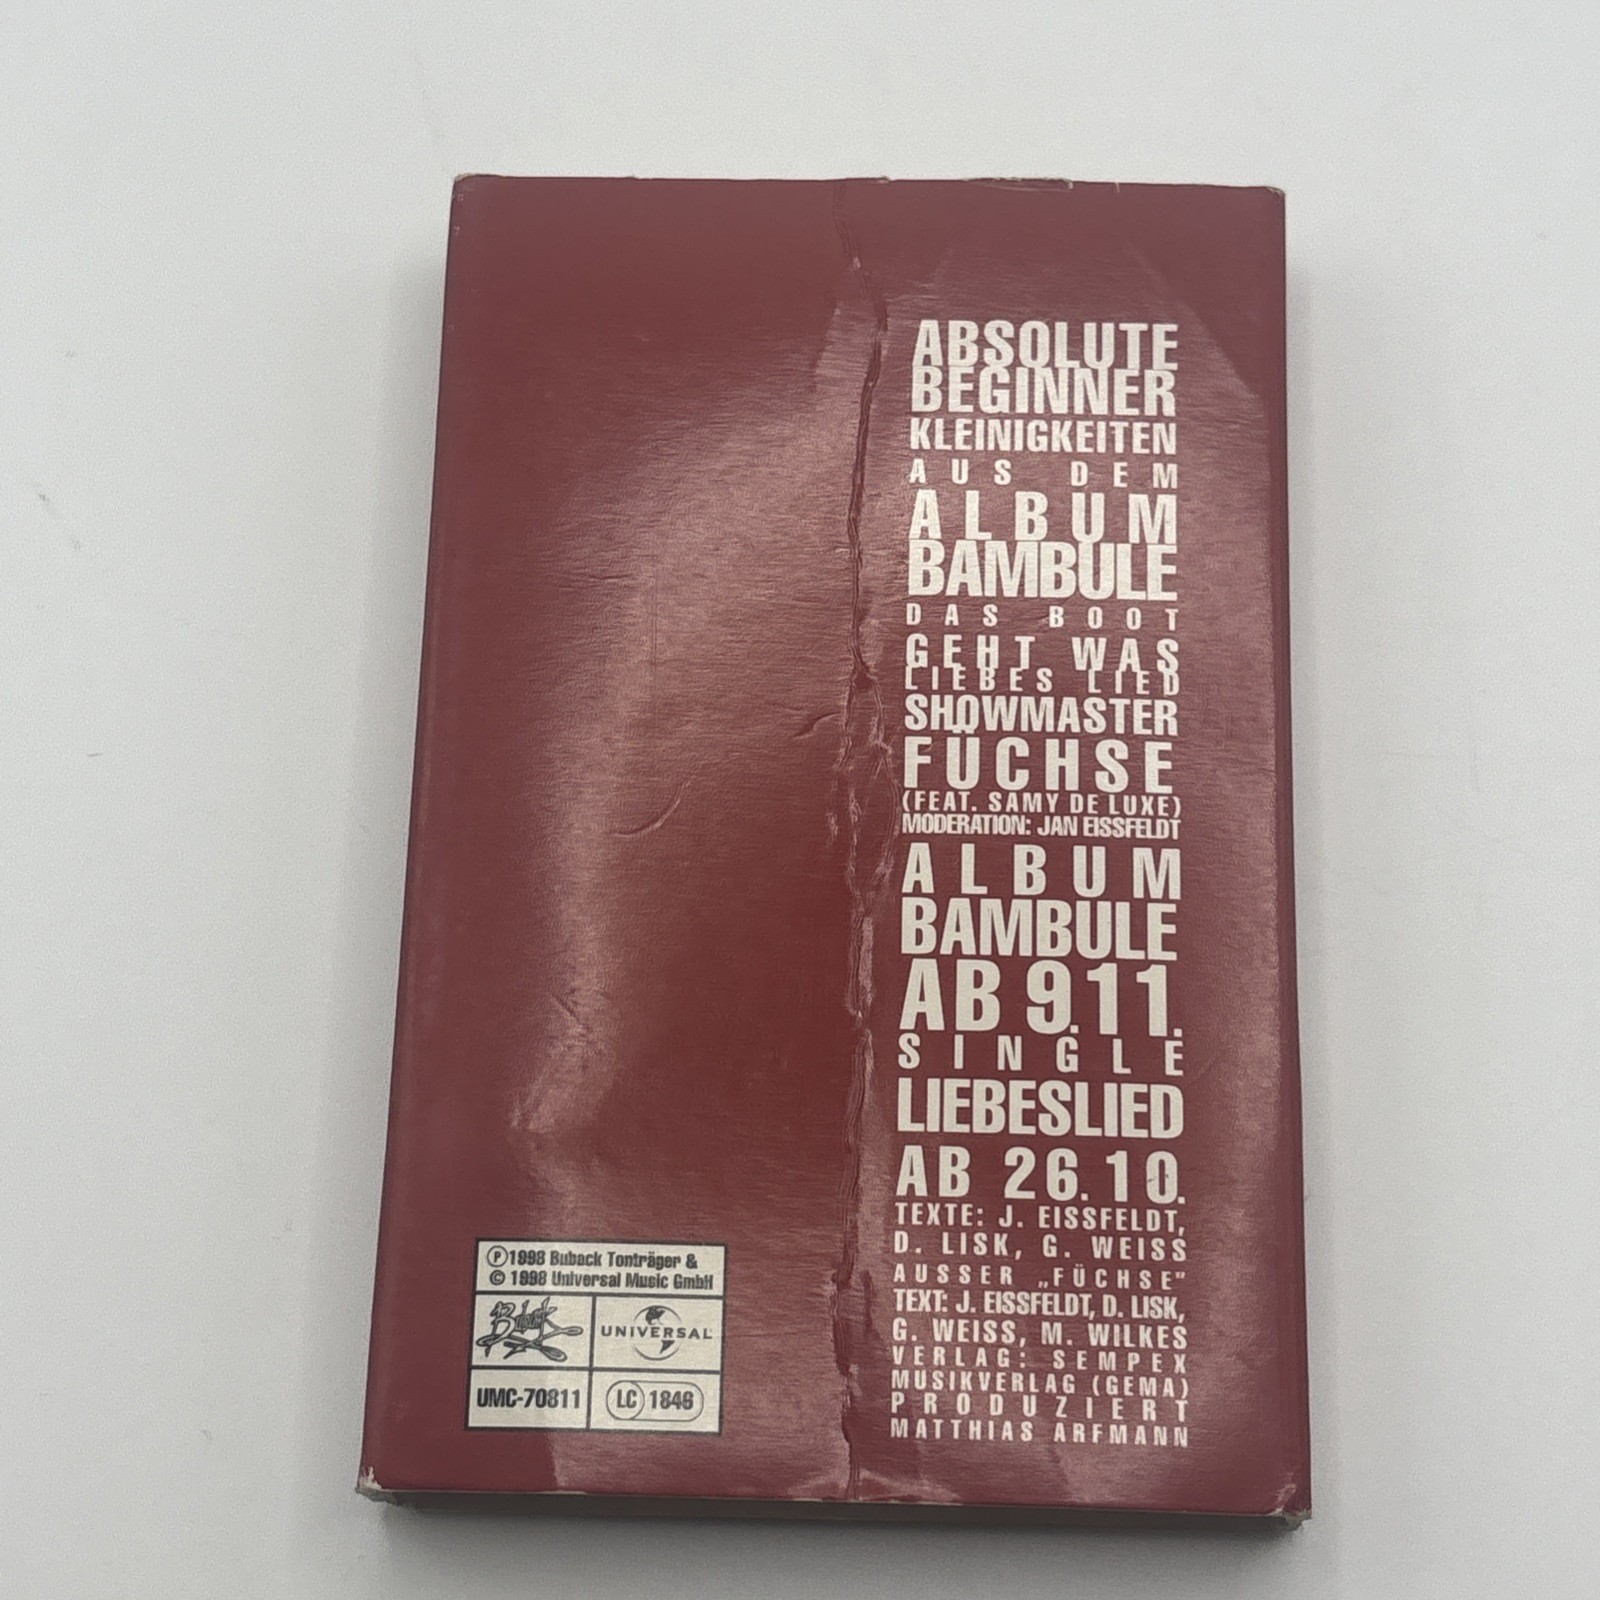 ABSOLUTE
BEGINNER
KLEINIGKEITEN
AUS DEM
ALBUM
BAMBULE
DAS BOOT
GEHT WAS
LIEBES LIED
SHOWMASTER
FÜCHSE
(FEAT. SAMY DE LUXE)
MODERATION: JAN EISSFELDT
ALBUM
BAMBULE
AB 9.11.
SINGLE
LIEBESLIED
AB 26.10.
TEXTE: J. EISSFELDT,
D. LISK, G. WEISS
AUSSER „FÜCHSE"
TEXT: J. EISSFELDT, D. LISK,
G. WEISS, M. WILKES
VERLAG: SEMPEX
MUSIKVERLAG (GEMA)
PRODUZIERT
MATTHIAS ARFMANN
Ⓟ 1998 Buback Tonträger &
© 1998 Universal Music GmbH
Buback
UNIVERSAL
UMC-70811
LC 1846